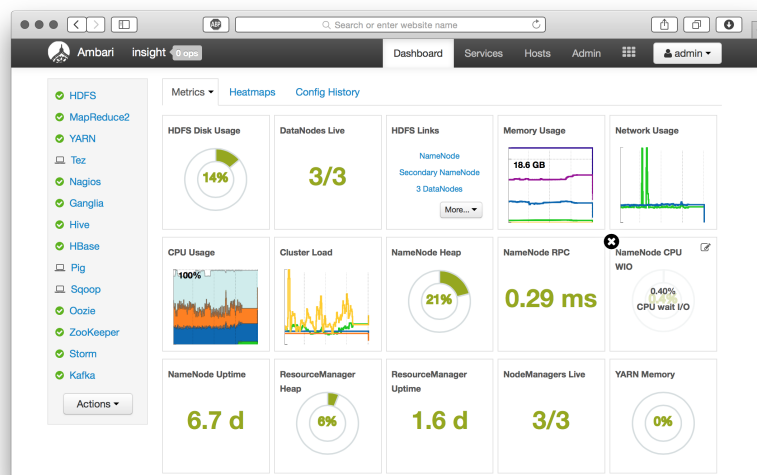 ABP
Search or enter website name
Ambari insight 0 ops
Dashboard Services Hosts Admin admin
HDFS
MapReduce2
YARN
Tez
Nagios
Ganglia
Hive
HBase
Pig
Sqoop
Oozie
ZooKeeper
Storm
Kafka
Actions
Metrics Heatmaps Config History
HDFS Disk Usage
14%
DataNodes Live
3/3
HDFS Links
NameNode
Secondary NameNode
3 DataNodes
More...
Memory Usage
18.6 GB
Network Usage
CPU Usage
100%
Cluster Load
NameNode Heap
21%
NameNode RPC
0.29 ms
NameNode CPU
WIO
0.40%
0.4%
CPU wait I/O
NameNode Uptime
6.7 d
ResourceManager
Heap
6%
ResourceManager
Uptime
1.6 d
NodeManagers Live
3/3
YARN Memory
0%